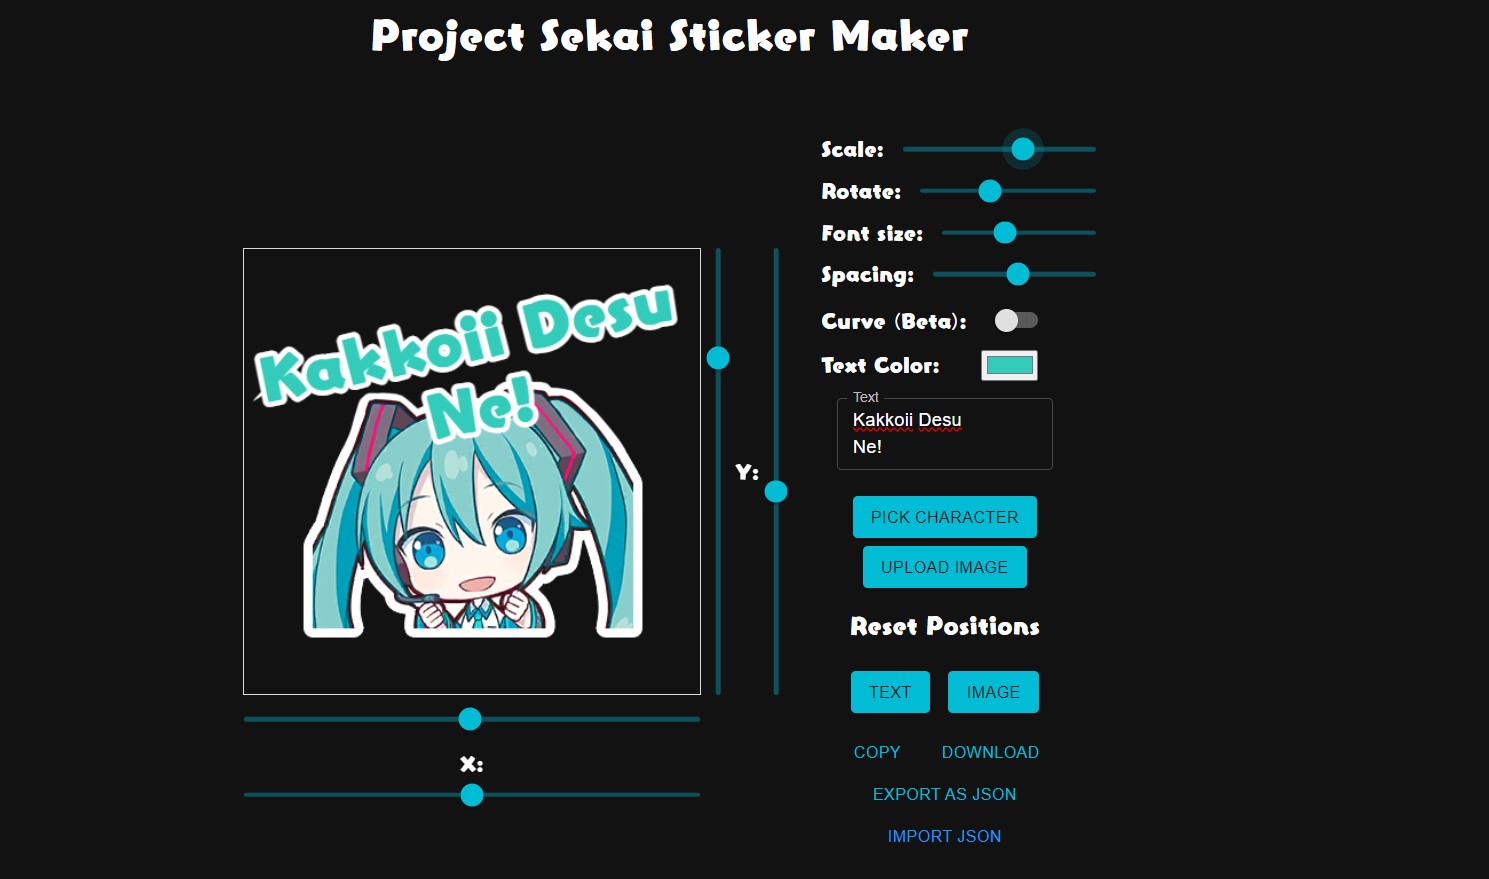 Project Sekai Sticker Maker
Scale:
Rotate:
Font size:
Spacing:
Curve (Beta):
Text Color:
Text
Kakkoii Desu
Ne!
Kakkoii Desu
Ne!
Y:
X:
PICK CHARACTER
UPLOAD IMAGE
Reset Positions
TEXT IMAGE
COPY DOWNLOAD
EXPORT AS JSON
IMPORT JSON